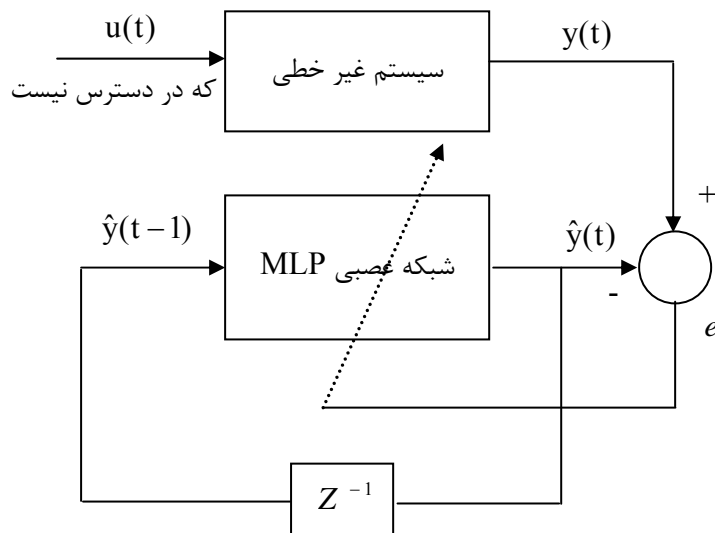 u(t)
y(t)
سیستم غیر خطی
که در دسترس نیست
+
ŷ(t−1)
شبکه عصبی MLP
ŷ(t)
-
e
Z⁻¹